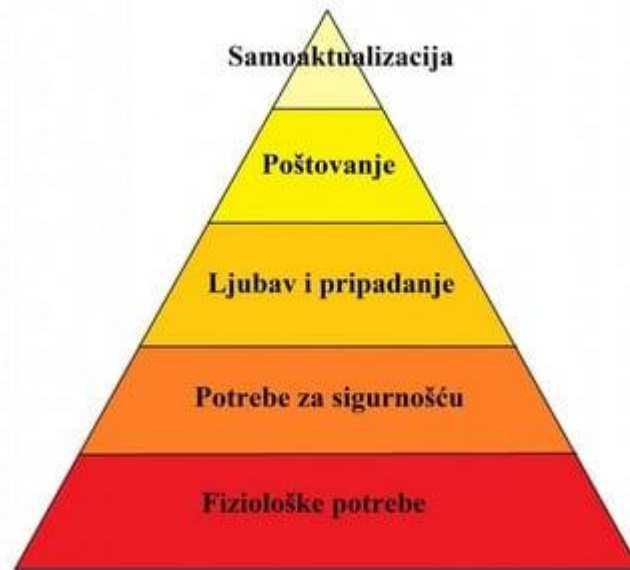 Samoaktualizacija
Poštovanje
Ljubav i pripadanje
Potrebe za sigurnošću
Fiziološke potrebe